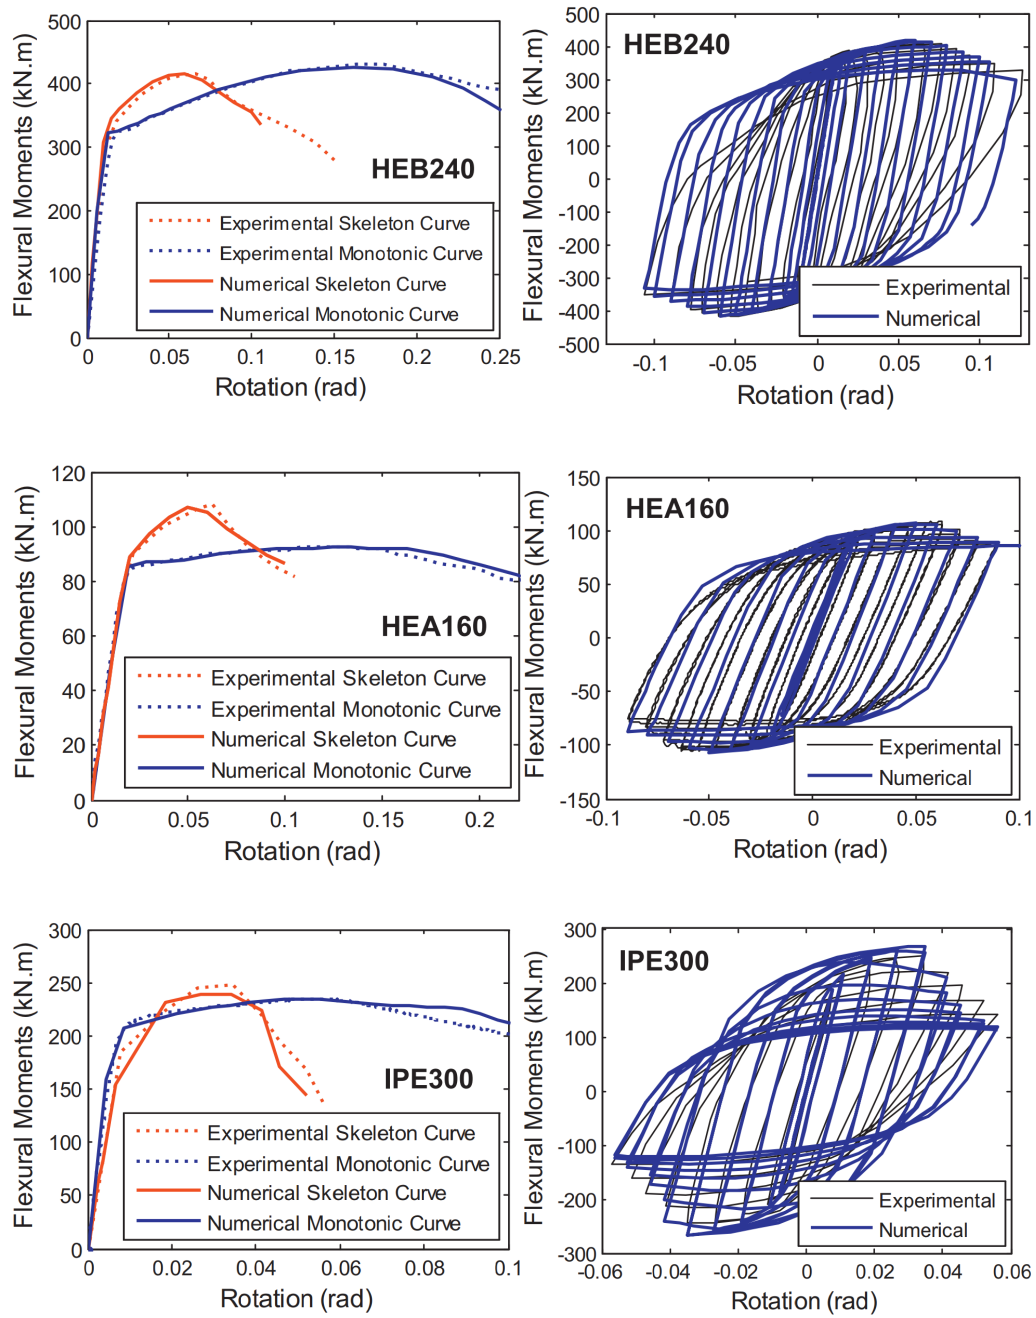 Flexural Moments (kN.m)
500
400
300
200
100
0
HEB240
Experimental Skeleton Curve
Experimental Monotonic Curve
Numerical Skeleton Curve
Numerical Monotonic Curve
0 0.05 0.1 0.15 0.2 0.25
Rotation (rad)
Flexural Moments (kN.m)
500
400
300
200
100
0
-100
-200
-300
-400
-500
HEB240
Experimental
Numerical
-0.1 -0.05 0 0.05 0.1
Rotation (rad)
Flexural Moments (kN.m)
120
100
80
60
40
20
0
HEA160
Experimental Skeleton Curve
Experimental Monotonic Curve
Numerical Skeleton Curve
Numerical Monotonic Curve
0 0.05 0.1 0.15 0.2
Rotation (rad)
Flexural Moments (kN.m)
150
100
50
0
-50
-100
-150
HEA160
Experimental
Numerical
-0.1 -0.05 0 0.05 0.1
Rotation (rad)
Flexural Moments (kN.m)
300
250
200
150
100
50
0
IPE300
Experimental Skeleton Curve
Experimental Monotonic Curve
Numerical Skeleton Curve
Numerical Monotonic Curve
0 0.02 0.04 0.06 0.08 0.1
Rotation (rad)
Flexural Moments (kN.m)
300
200
100
0
-100
-200
-300
IPE300
Experimental
Numerical
-0.06 -0.04 -0.02 0 0.02 0.04 0.06
Rotation (rad)